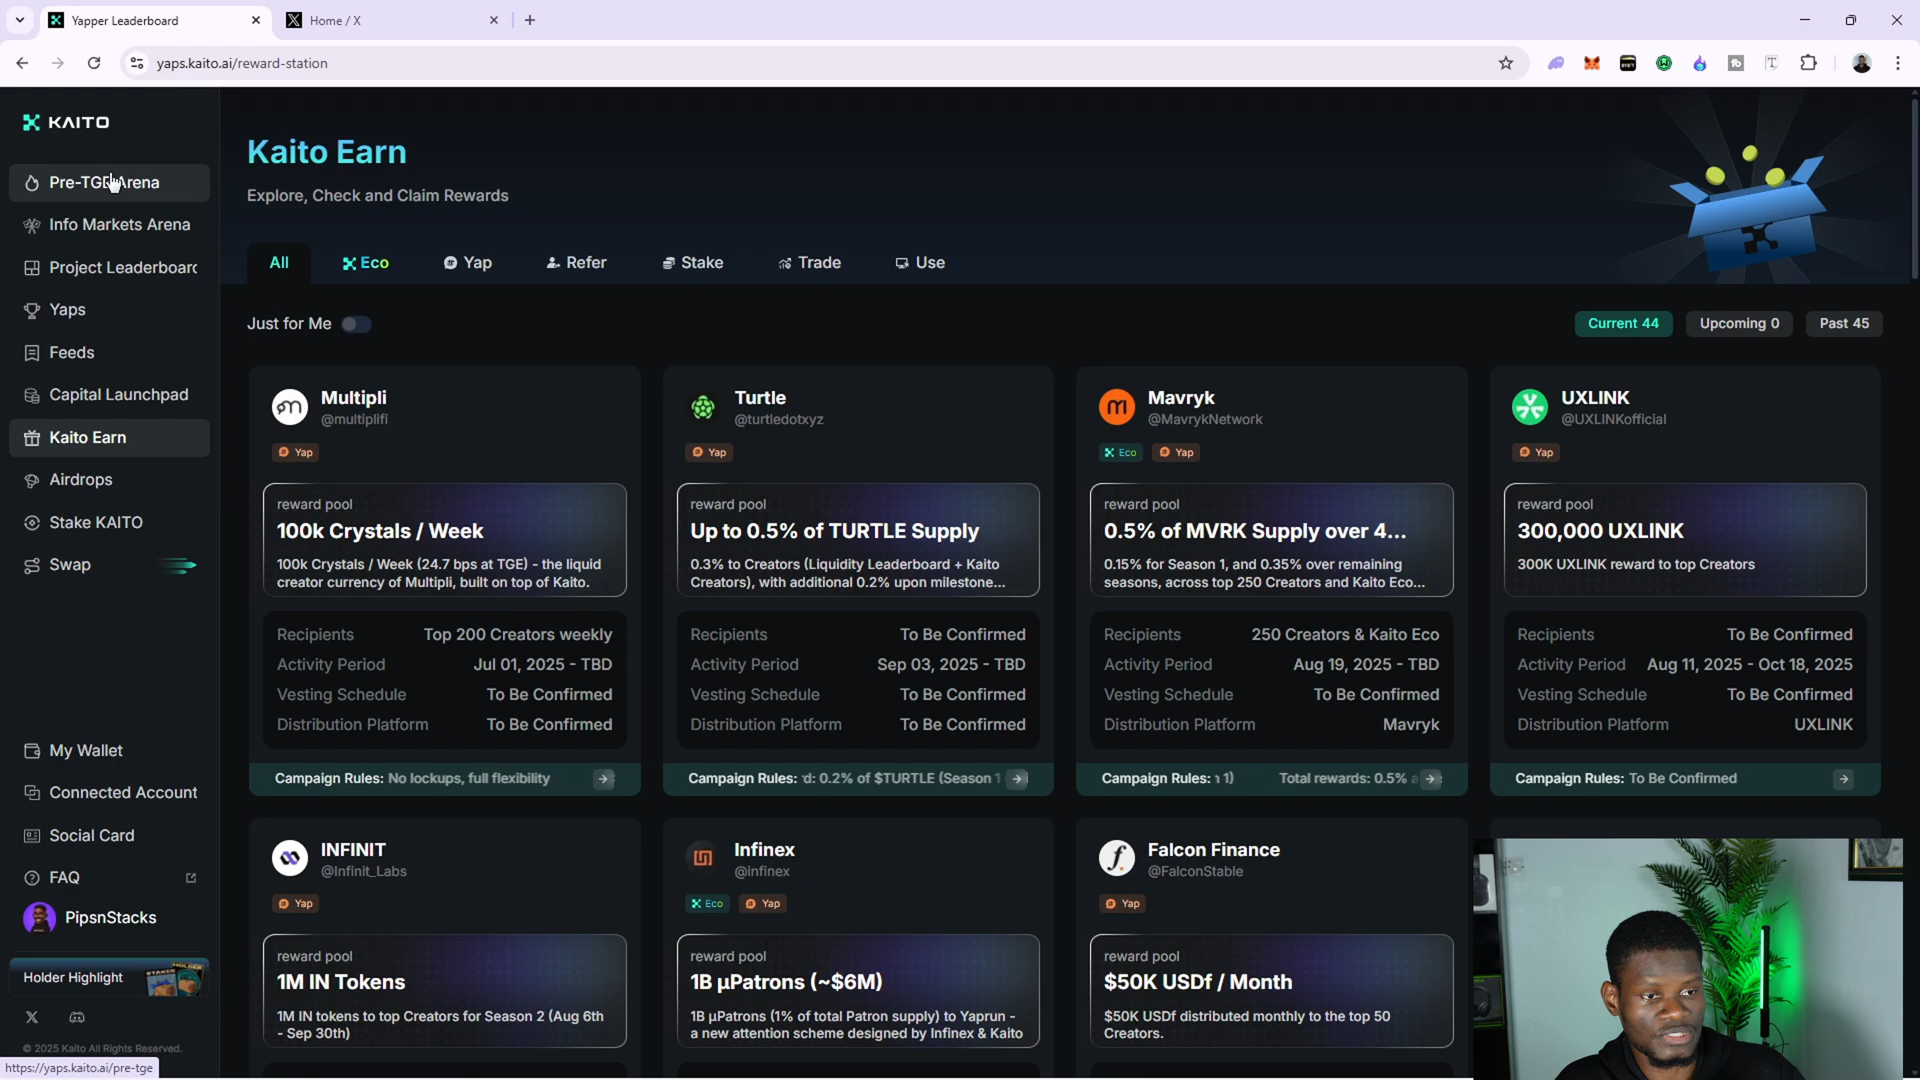 Yapper Leaderboard
Home / X
yaps.kaito.ai/reward-station
KAITO
Pre-TGE Arena
Info Markets Arena
Project Leaderboard
Yaps
Feeds
Capital Launchpad
Kaito Earn
Airdrops
Stake KAITO
Swap
My Wallet
Connected Account
Social Card
FAQ
PipsnStacks
Holder Highlight
© 2025 Kaito All Rights Reserved.
https://yaps.kaito.ai/pre-tge
Kaito Earn
Explore, Check and Claim Rewards
All
Eco
Yap
Refer
Stake
Trade
Use
Just for Me
Current 44
Upcoming 0
Past 45
Multipli
@multiplifi
Yap
reward pool
100k Crystals / Week
100k Crystals / Week (24.7 bps at TGE) - the liquid
creator currency of Multipli, built on top of Kaito.
Recipients Top 200 Creators weekly
Activity Period Jul 01, 2025 - TBD
Vesting Schedule To Be Confirmed
Distribution Platform To Be Confirmed
Campaign Rules: No lockups, full flexibility
Turtle
@turtledotxyz
Yap
reward pool
Up to 0.5% of TURTLE Supply
0.3% to Creators (Liquidity Leaderboard + Kaito
Creators), with additional 0.2% upon milestone...
Recipients To Be Confirmed
Activity Period Sep 03, 2025 - TBD
Vesting Schedule To Be Confirmed
Distribution Platform To Be Confirmed
Campaign Rules: d: 0.2% of $TURTLE (Season 1
Mavryk
@MavrykNetwork
Eco Yap
reward pool
0.5% of MVRK Supply over 4...
0.15% for Season 1, and 0.35% over remaining
seasons, across top 250 Creators and Kaito Eco...
Recipients 250 Creators & Kaito Eco
Activity Period Aug 19, 2025 - TBD
Vesting Schedule To Be Confirmed
Distribution Platform Mavryk
Campaign Rules: 1) Total rewards: 0.5%
UXLINK
@UXLINKofficial
Yap
reward pool
300,000 UXLINK
300K UXLINK reward to top Creators
Recipients To Be Confirmed
Activity Period Aug 11, 2025 - Oct 18, 2025
Vesting Schedule To Be Confirmed
Distribution Platform UXLINK
Campaign Rules: To Be Confirmed
INFINIT
@Infinit_Labs
Yap
reward pool
1M IN Tokens
1M IN tokens to top Creators for Season 2 (Aug 6th
- Sep 30th)
Infinex
@infinex
Eco Yap
reward pool
1B µPatrons (~$6M)
1B µPatrons (1% of total Patron supply) to Yaprun -
a new attention scheme designed by Infinex & Kaito
Falcon Finance
@FalconStable
Yap
reward pool
$50K USDf / Month
$50K USDf distributed monthly to the top 50
Creators.